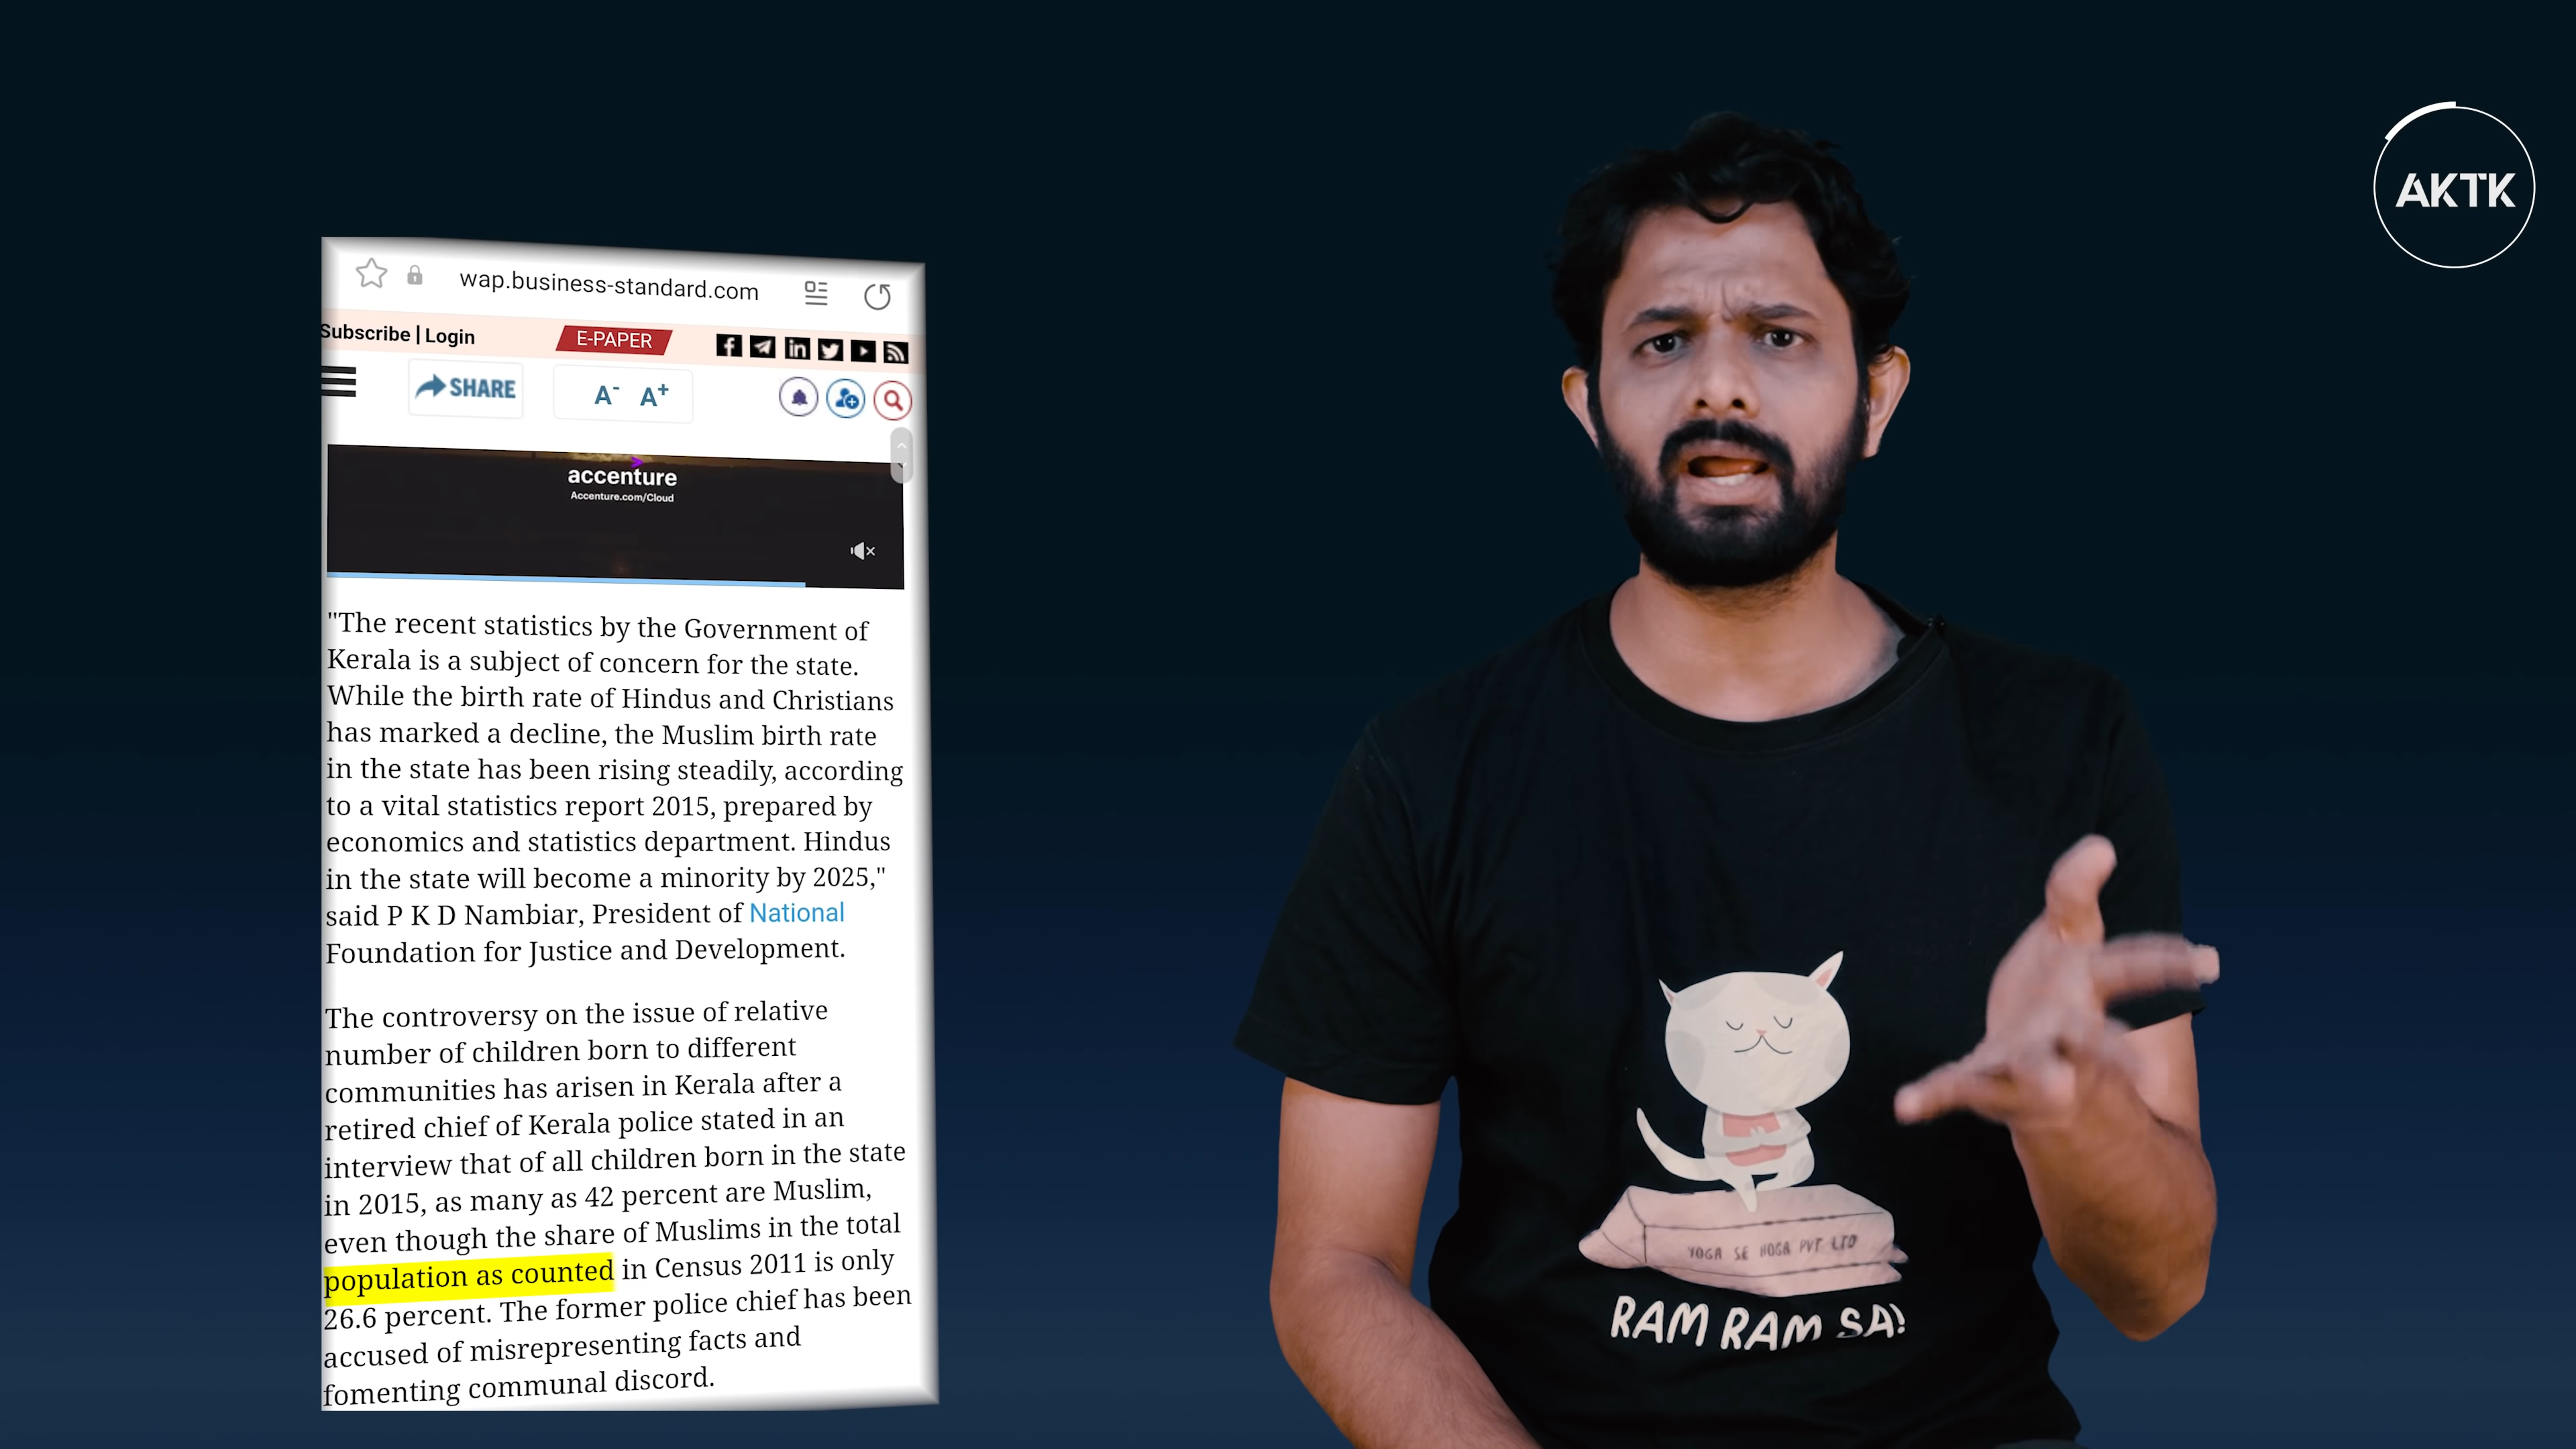 wap.business-standard.com
Subscribe | Login
E-PAPER
SHARE
A- A+
accenture
Accenture.com/Cloud
"The recent statistics by the Government of
Kerala is a subject of concern for the state.
While the birth rate of Hindus and Christians
has marked a decline, the Muslim birth rate
in the state has been rising steadily, according
to a vital statistics report 2015, prepared by
economics and statistics department. Hindus
in the state will become a minority by 2025,"
said P K D Nambiar, President of National
Foundation for Justice and Development.
The controversy on the issue of relative
number of children born to different
communities has arisen in Kerala after a
retired chief of Kerala police stated in an
interview that of all children born in the state
in 2015, as many as 42 percent are Muslim,
even though the share of Muslims in the total
population as counted in Census 2011 is only
26.6 percent. The former police chief has been
accused of misrepresenting facts and
fomenting communal discord.
AKTK
YOGA SE HOGA PVT LTD
RAM RAM SA!